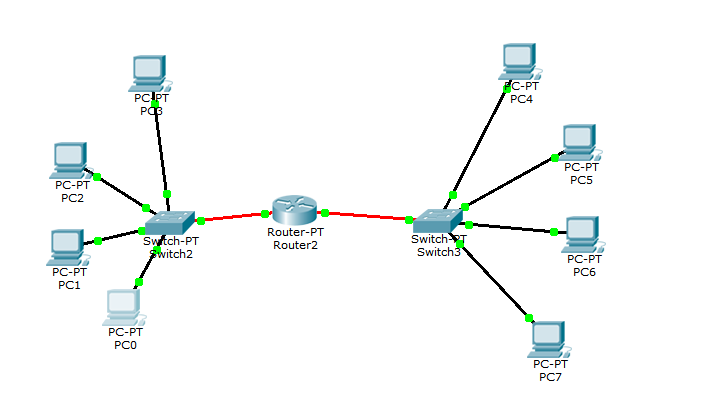 PC-PT
PC3
PC-PT
PC4
PC-PT
PC5
PC-PT
PC2
Switch-PT
Switch2
Router-PT
Router2
Switch-PT
Switch3
PC-PT
PC1
PC-PT
PC6
PC-PT
PC0
PC-PT
PC7